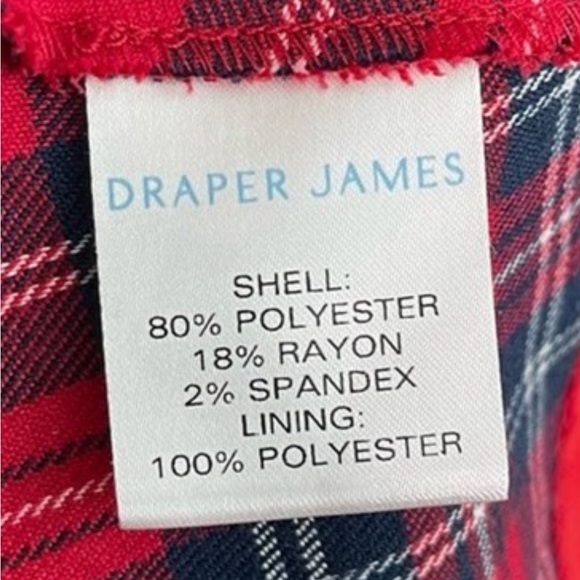 DRAPER JAMES
SHELL:
80% POLYESTER
18% RAYON
2% SPANDEX
LINING:
100% POLYESTER